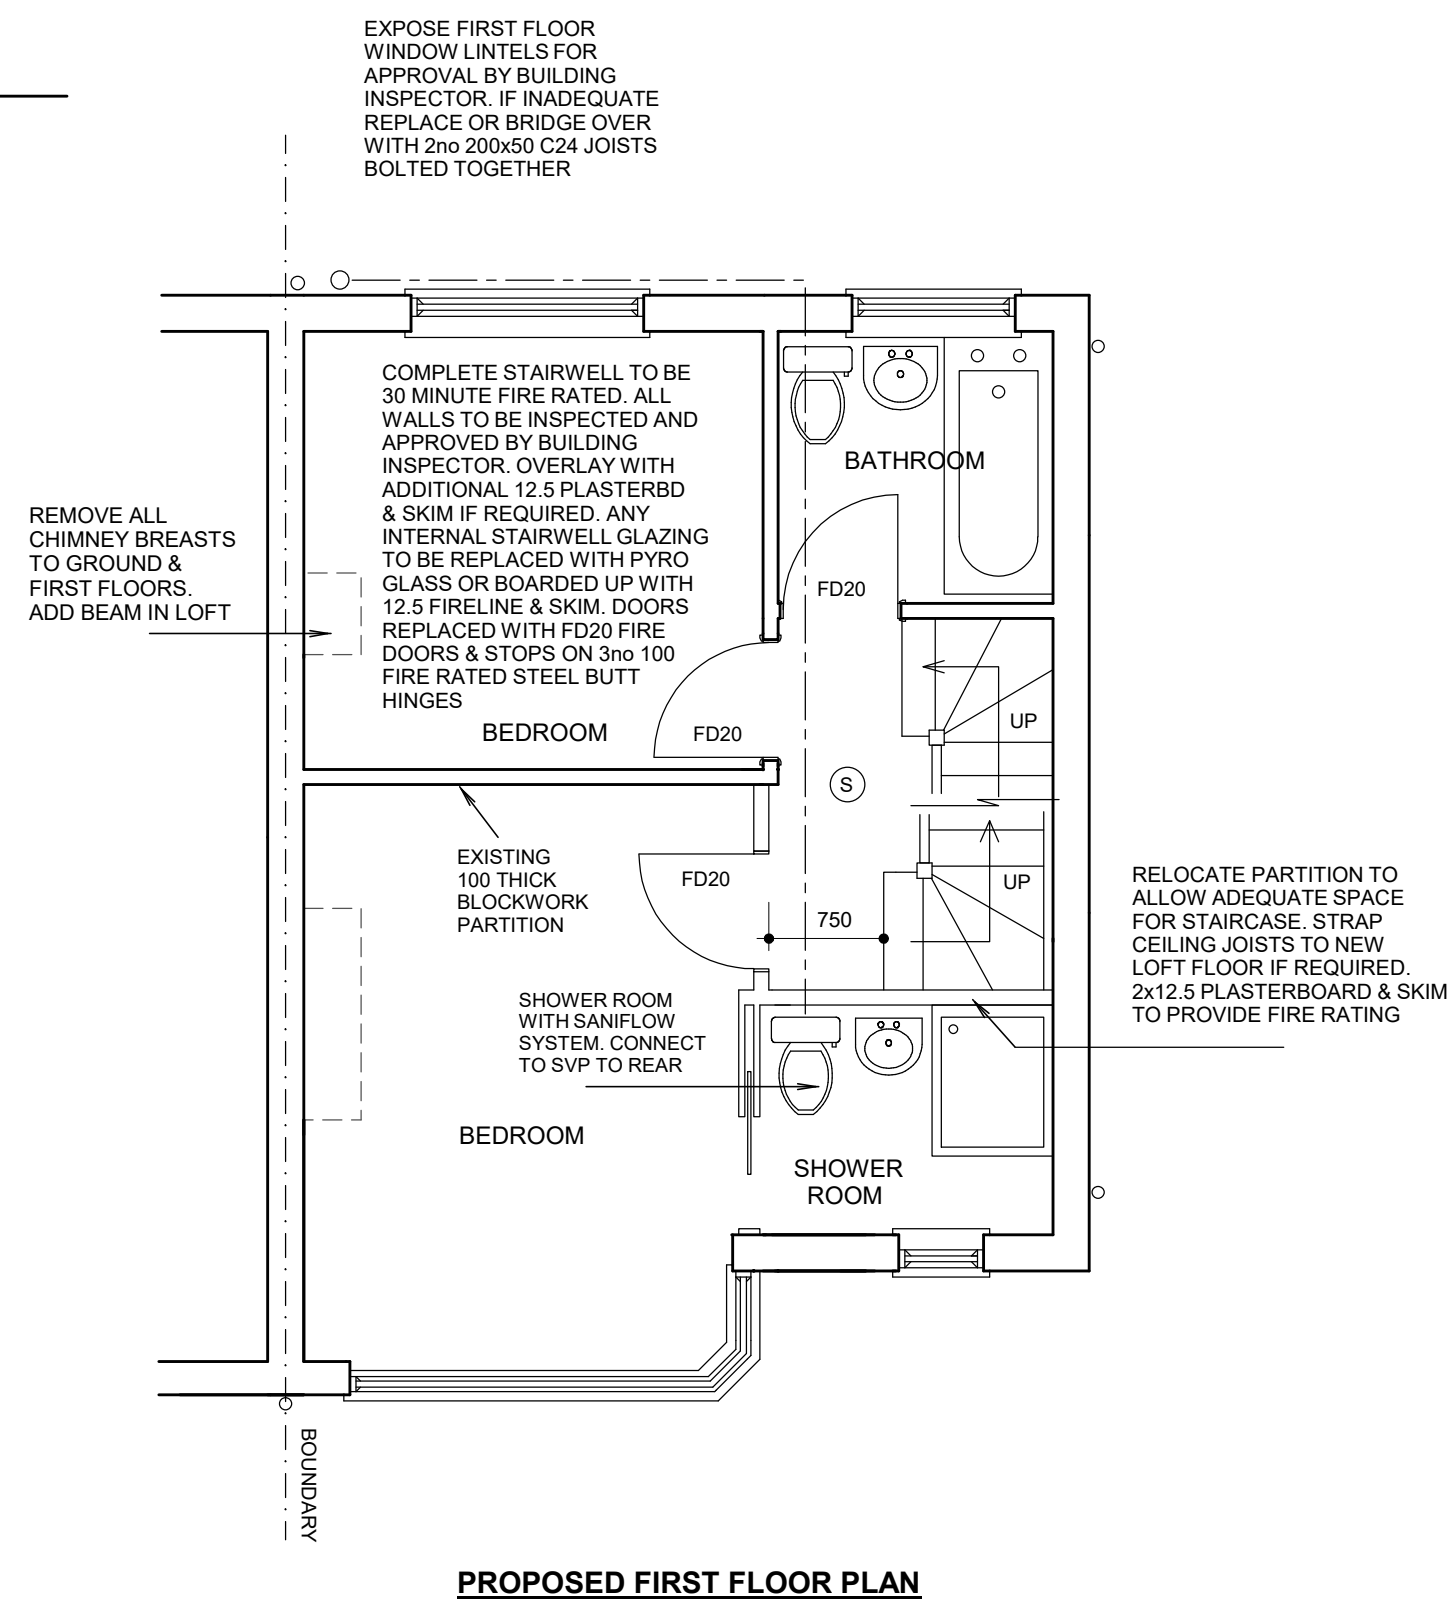 EXPOSE FIRST FLOOR
WINDOW LINTELS FOR
APPROVAL BY BUILDING
INSPECTOR. IF INADEQUATE
REPLACE OR BRIDGE OVER
WITH 2no 200x50 C24 JOISTS
BOLTED TOGETHER
COMPLETE STAIRWELL TO BE
30 MINUTE FIRE RATED. ALL
WALLS TO BE INSPECTED AND
APPROVED BY BUILDING
INSPECTOR. OVERLAY WITH
ADDITIONAL 12.5 PLASTERBD
& SKIM IF REQUIRED. ANY
INTERNAL STAIRWELL GLAZING
TO BE REPLACED WITH PYRO
GLASS OR BOARDED UP WITH
12.5 FIRELINE & SKIM. DOORS
REPLACED WITH FD20 FIRE
DOORS & STOPS ON 3no 100
FIRE RATED STEEL BUTT
HINGES
BEDROOM
BATHROOM
REMOVE ALL
CHIMNEY BREASTS
TO GROUND &
FIRST FLOORS.
ADD BEAM IN LOFT
FD20
FD20
UP
S
EXISTING
100 THICK
BLOCKWORK
PARTITION
FD20
UP
750
RELOCATE PARTITION TO
ALLOW ADEQUATE SPACE
FOR STAIRCASE. STRAP
CEILING JOISTS TO NEW
LOFT FLOOR IF REQUIRED.
2x12.5 PLASTERBOARD & SKIM
TO PROVIDE FIRE RATING
SHOWER ROOM
WITH SANIFLOW
SYSTEM. CONNECT
TO SVP TO REAR
BEDROOM
SHOWER
ROOM
BOUNDARY
PROPOSED FIRST FLOOR PLAN